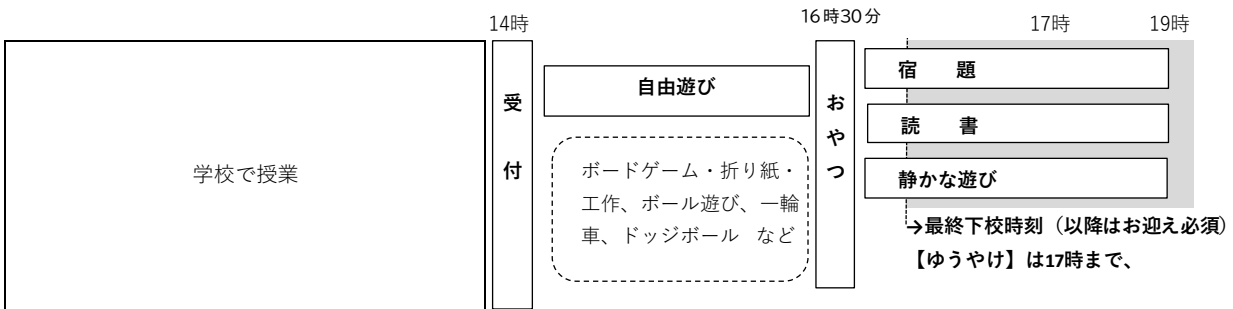 14時
16時30分
17時
19時
学校で授業
受付
自由遊び
ボードゲーム・折り紙・
工作、ボール遊び、一輪
車、ドッジボール　など
おやつ
宿　題
読　書
静かな遊び
→最終下校時刻（以降はお迎え必須）
【ゆうやけ】は17時まで、